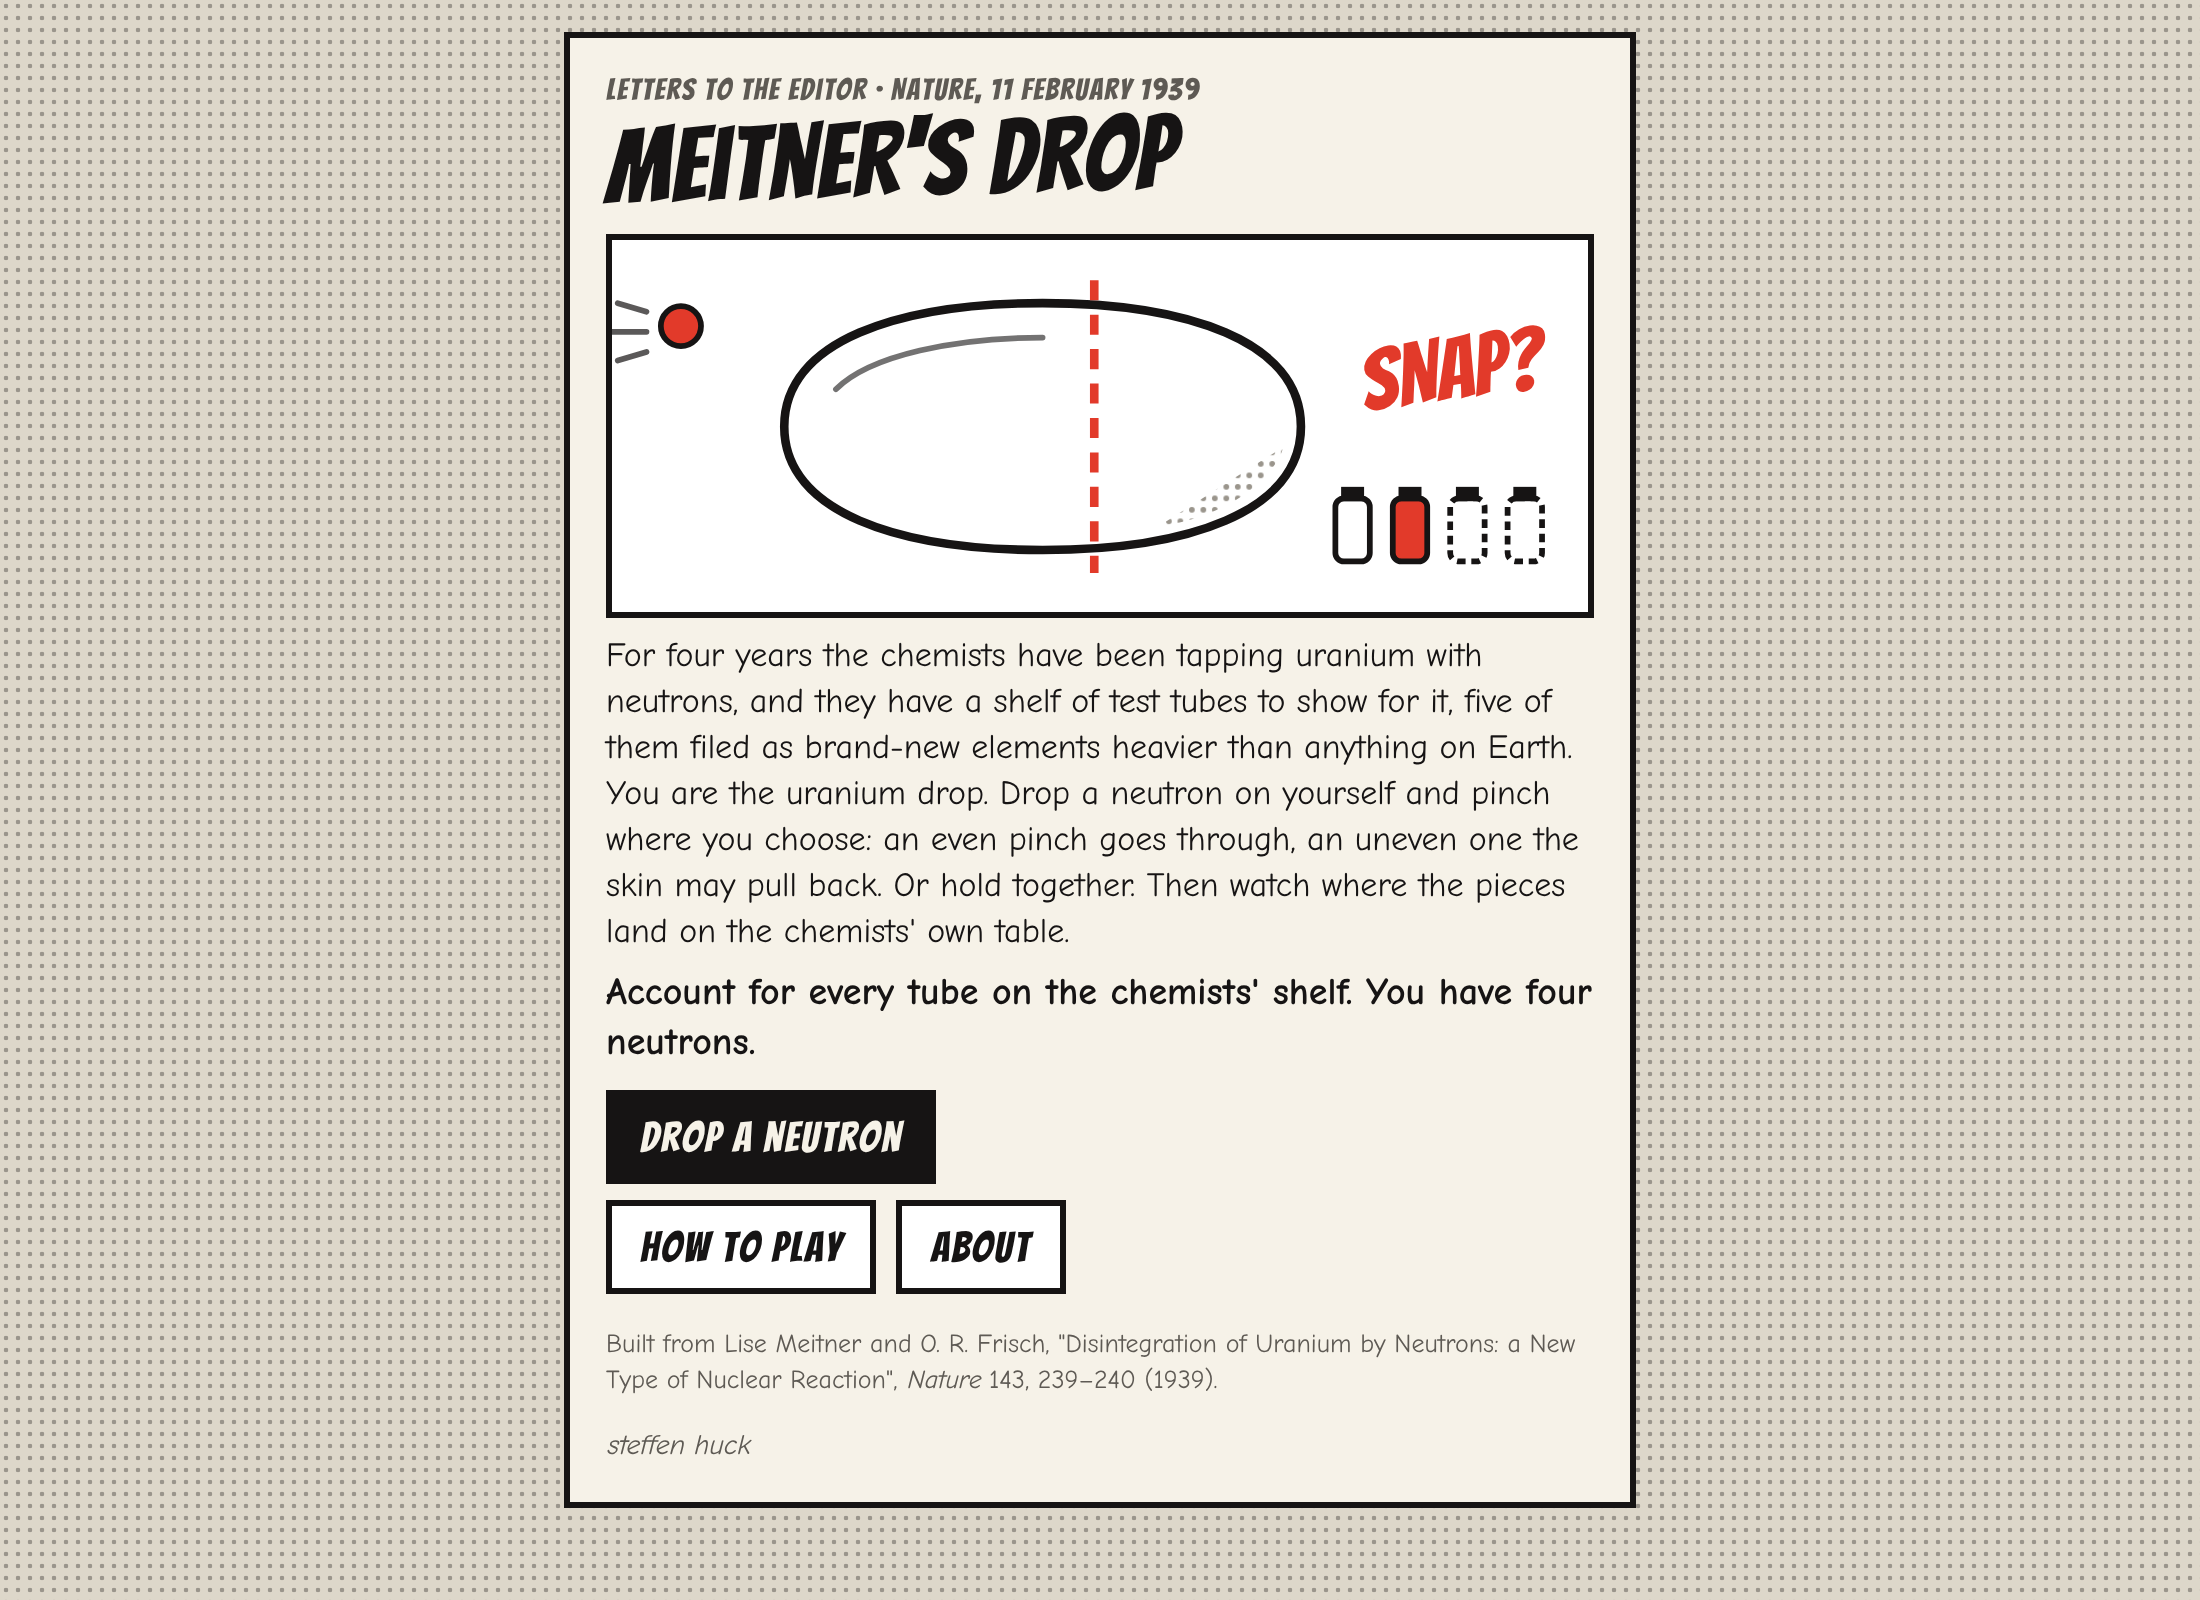 LETTERS TO THE EDITOR · NATURE, 11 FEBRUARY 1939
MEITNER'S DROP
SNAP?
For four years the chemists have been tapping uranium with
neutrons, and they have a shelf of test tubes to show for it, five of
them filed as brand-new elements heavier than anything on Earth.
You are the uranium drop. Drop a neutron on yourself and pinch
where you choose: an even pinch goes through, an uneven one the
skin may pull back. Or hold together. Then watch where the pieces
land on the chemists' own table.
Account for every tube on the chemists' shelf. You have four
neutrons.
DROP A NEUTRON
HOW TO PLAY
ABOUT
Built from Lise Meitner and O. R. Frisch, "Disintegration of Uranium by Neutrons: a New
Type of Nuclear Reaction", Nature 143, 239–240 (1939).
steffen huck